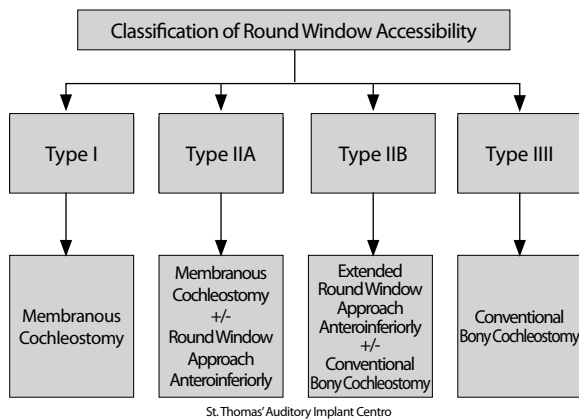 Classification of Round Window Accessibility
Type I
Type IIA
Type IIB
Type IIII
Membranous
Cochleostomy
Membranous
Cochleostomy
+/-
Round Window
Approach
Anteroinferiorly
Extended
Round Window
Approach
Anteroinferiorly
+/-
Conventional
Bony Cochleostomy
Conventional
Bony Cochleostomy
St. Thomas' Auditory Implant Centro